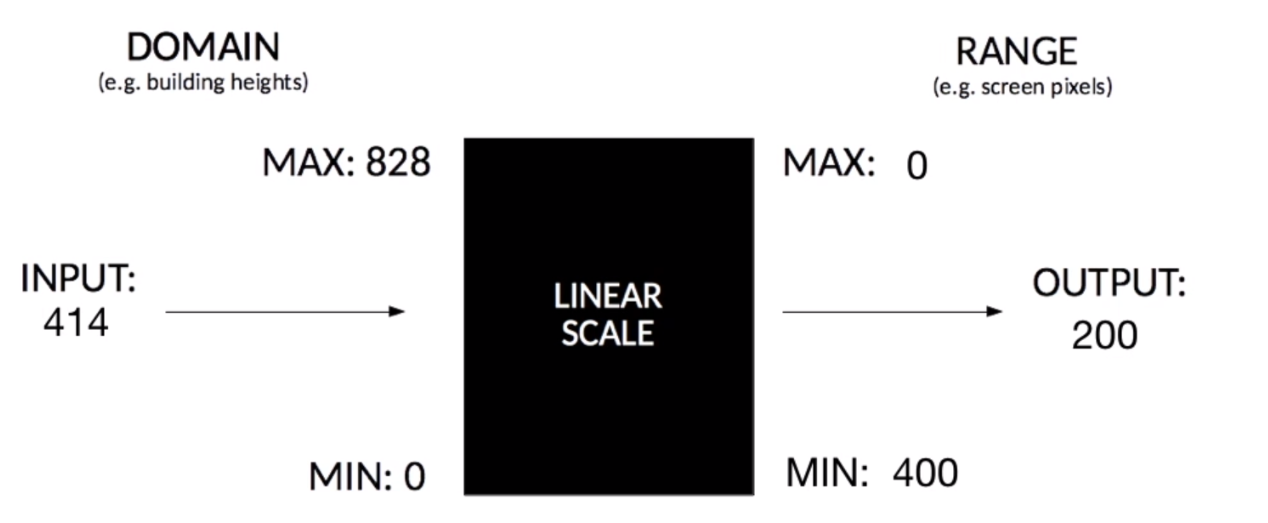 DOMAIN
(e.g. building heights)
RANGE
(e.g. screen pixels)
MAX: 828
MAX: 0
INPUT:
414
LINEAR
SCALE
OUTPUT:
200
MIN: 0
MIN: 400